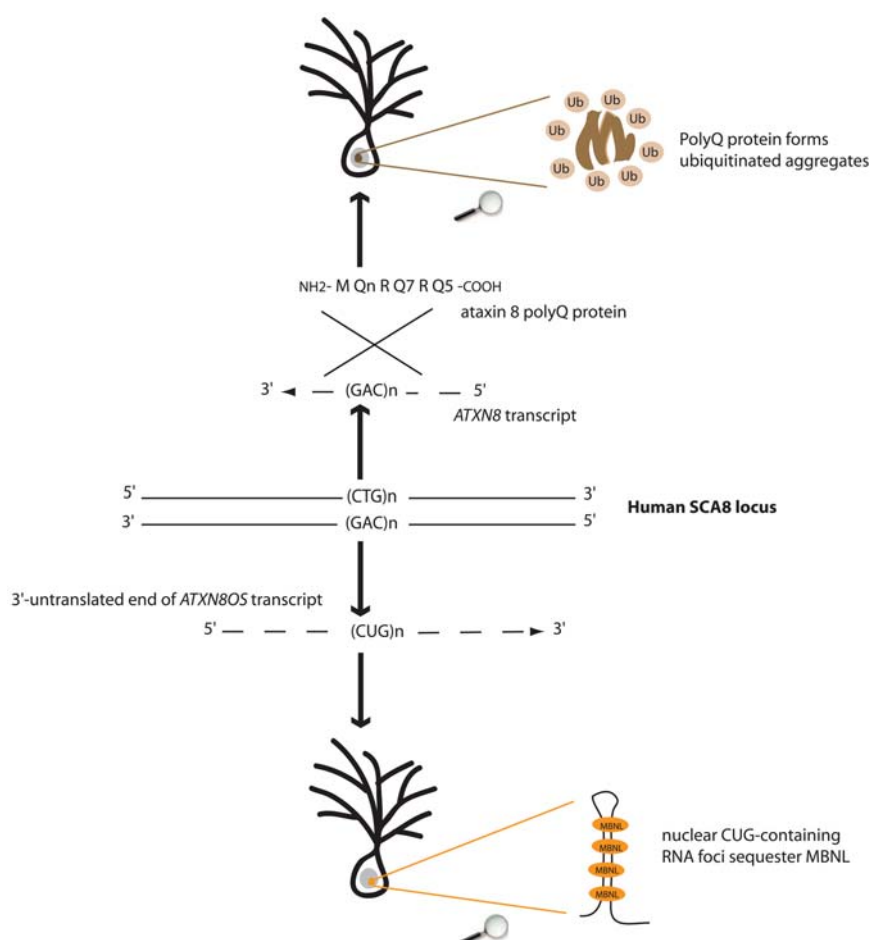 Ub
Ub
Ub
Ub
Ub
Ub
Ub
Ub
PolyQ protein forms
ubiquitinated aggregates
NH2- M Qn R Q7 R Q5 -COOH
ataxin 8 polyQ protein
3' (GAC)n 5'
ATXN8 transcript
5' (CTG)n 3'
Human SCA8 locus
3' (GAC)n 5'
3'-untranslated end of ATXN8OS transcript
5' (CUG)n 3'
MBNL
MBNL
MBNL
MBNL
nuclear CUG-containing
RNA foci sequester MBNL